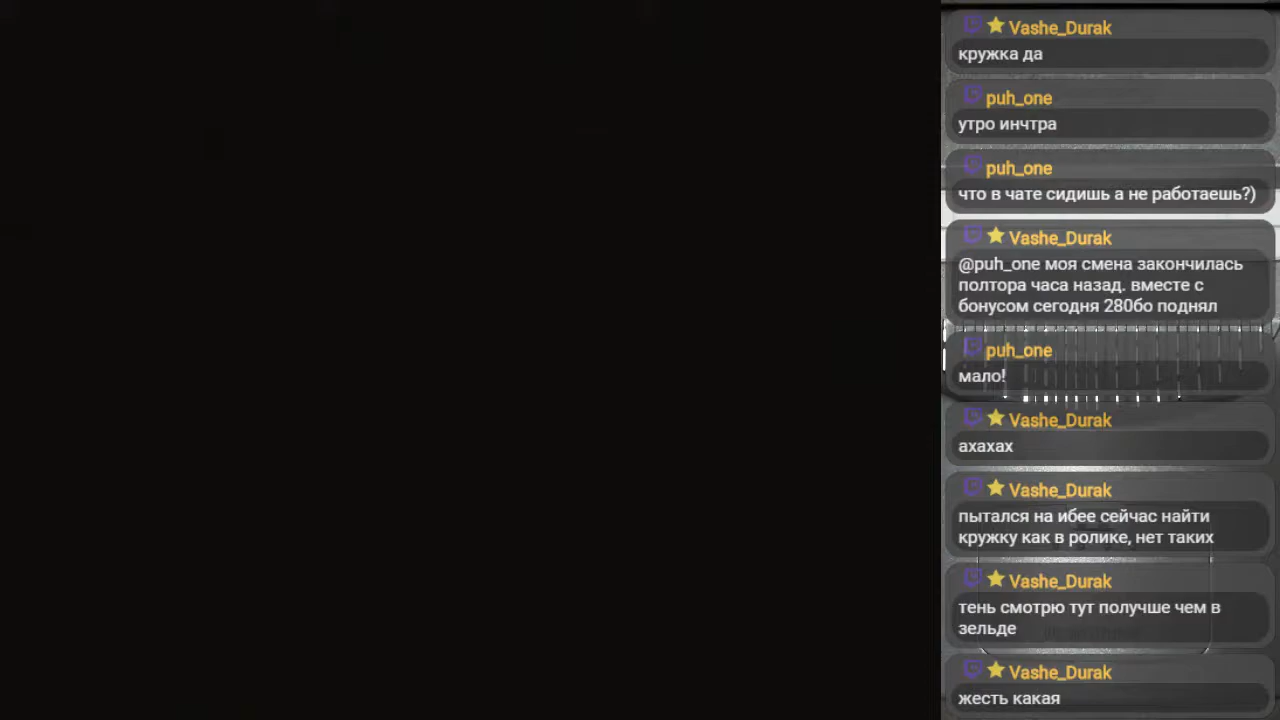 Vashe_Durak
кружка да
puh_one
утро инчтра
puh_one
что в чате сидишь а не работаешь?)
Vashe_Durak
@puh_one моя смена закончилась
полтора часа назад. вместе с
бонусом сегодня 280бо поднял
puh_one
мало!
Vashe_Durak
ахахах
Vashe_Durak
пытался на ибее сейчас найти
кружку как в ролике, нет таких
Vashe_Durak
тень смотрю тут получше чем в
зельде
Vashe_Durak
жесть какая